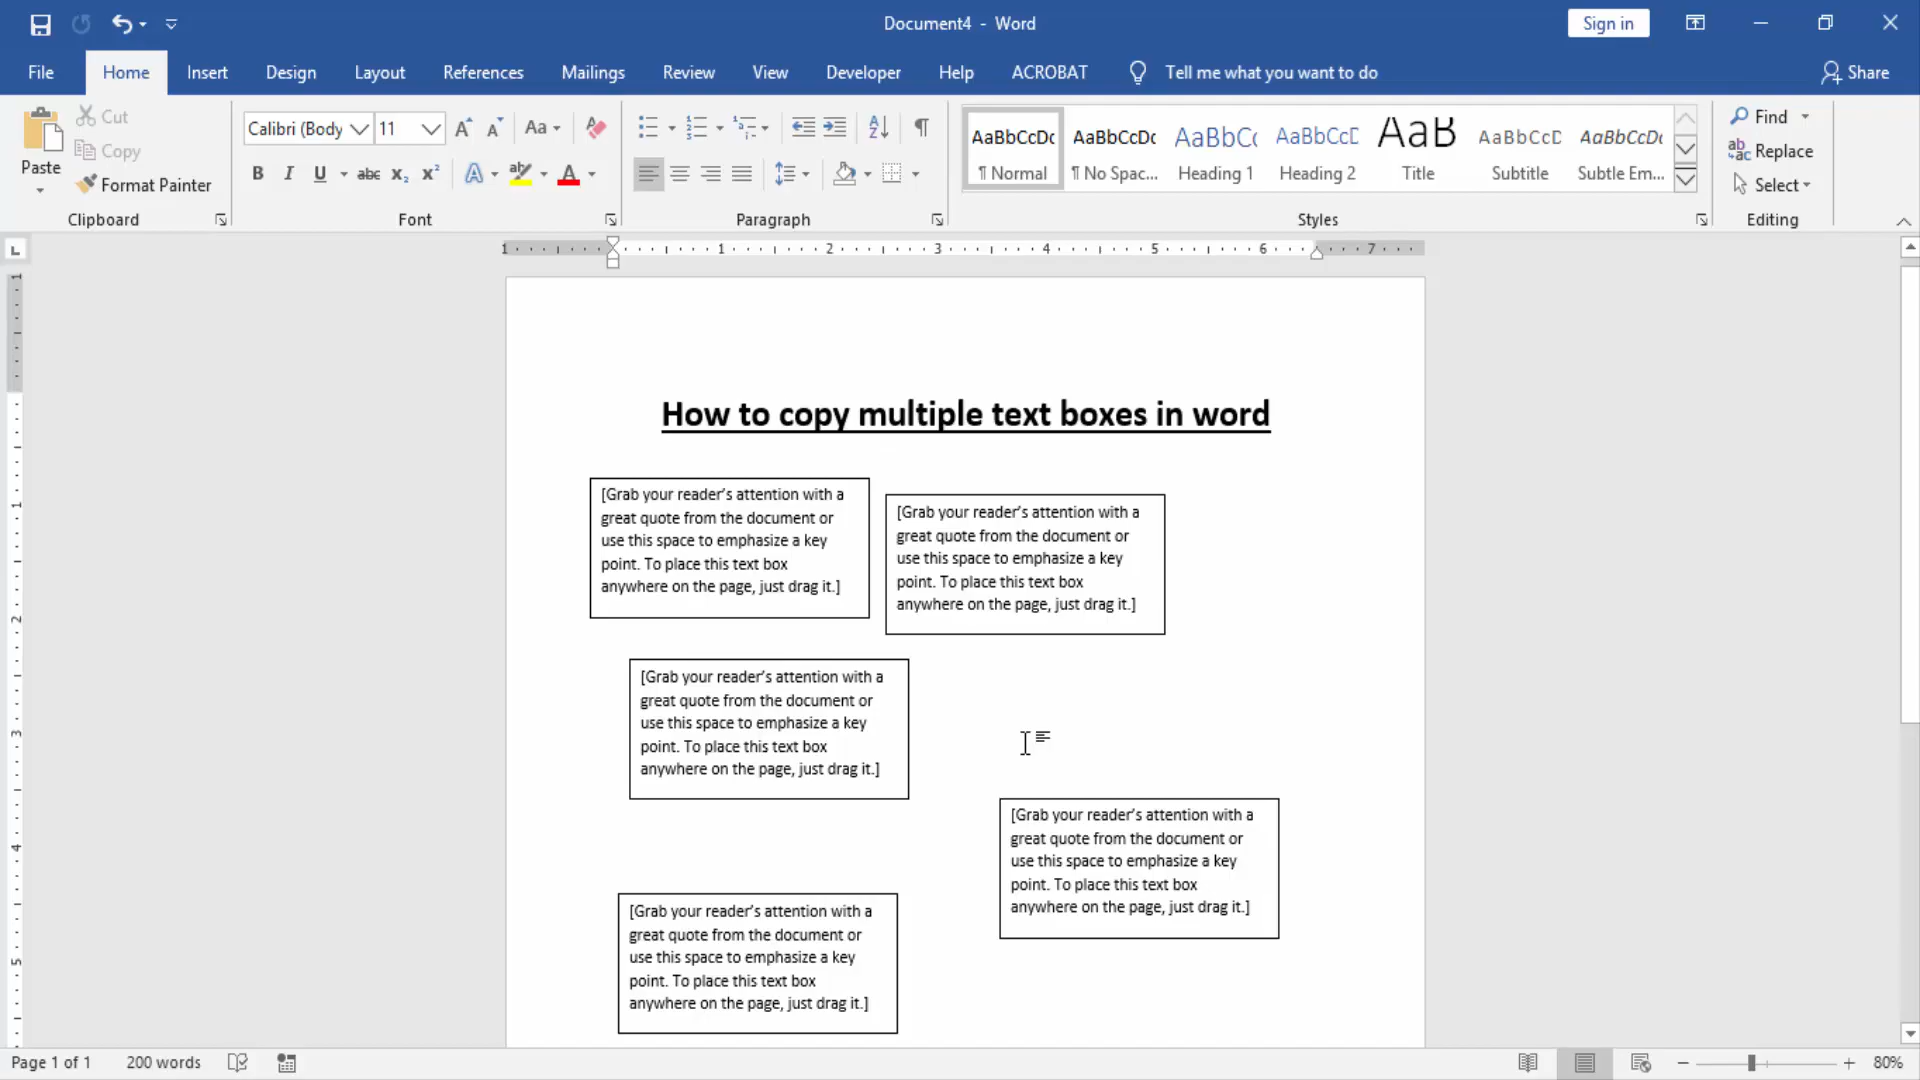 Document4 - Word
Sign in
File Home Insert Design Layout References Mailings Review View Developer Help ACROBAT Tell me what you want to do Share
Paste
Cut
Copy
Format Painter
Clipboard
Calibri (Body 11
Font
Paragraph
AaBbCcDc AaBbCcDc AaBbC( AaBbCcE AaB AaBbCcD AaBbCcDc
¶ Normal ¶ No Spac... Heading 1 Heading 2 Title Subtitle Subtle Em...
Styles
Find
Replace
Select
Editing
1 1 2 3 4 5 6 7
How to copy multiple text boxes in word
[Grab your reader’s attention with a
great quote from the document or
use this space to emphasize a key
point. To place this text box
anywhere on the page, just drag it.]
[Grab your reader’s attention with a
great quote from the document or
use this space to emphasize a key
point. To place this text box
anywhere on the page, just drag it.]
[Grab your reader’s attention with a
great quote from the document or
use this space to emphasize a key
point. To place this text box
anywhere on the page, just drag it.]
[Grab your reader’s attention with a
great quote from the document or
use this space to emphasize a key
point. To place this text box
anywhere on the page, just drag it.]
[Grab your reader’s attention with a
great quote from the document or
use this space to emphasize a key
point. To place this text box
anywhere on the page, just drag it.]
Page 1 of 1 200 words 80%